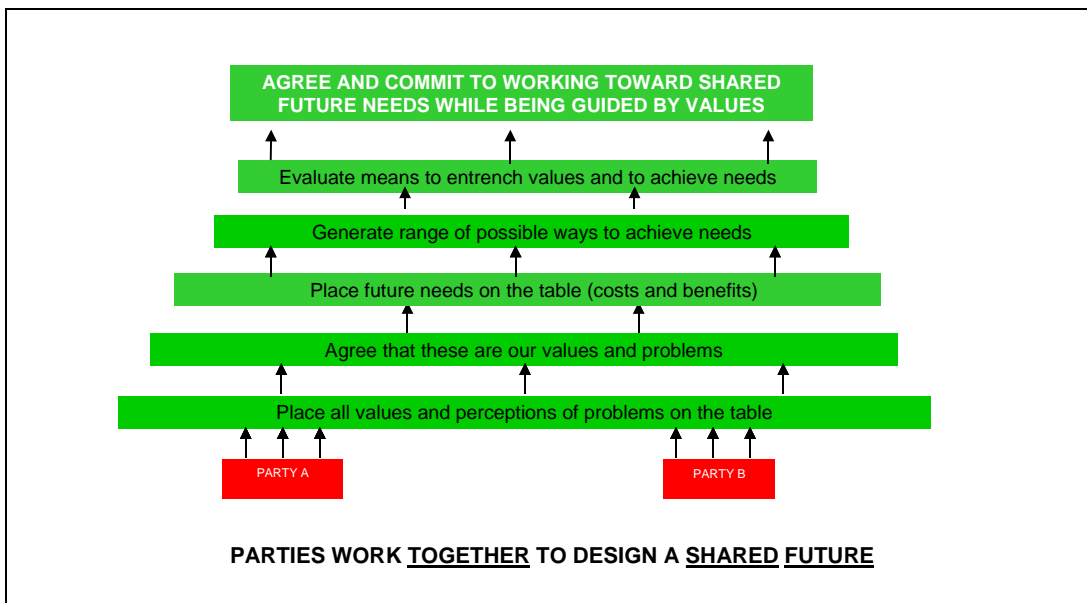 AGREE AND COMMIT TO WORKING TOWARD SHARED
FUTURE NEEDS WHILE BEING GUIDED BY VALUES
Evaluate means to entrench values and to achieve needs
Generate range of possible ways to achieve needs
Place future needs on the table (costs and benefits)
Agree that these are our values and problems
Place all values and perceptions of problems on the table
PARTY A
PARTY B
PARTIES WORK TOGETHER TO DESIGN A SHARED FUTURE